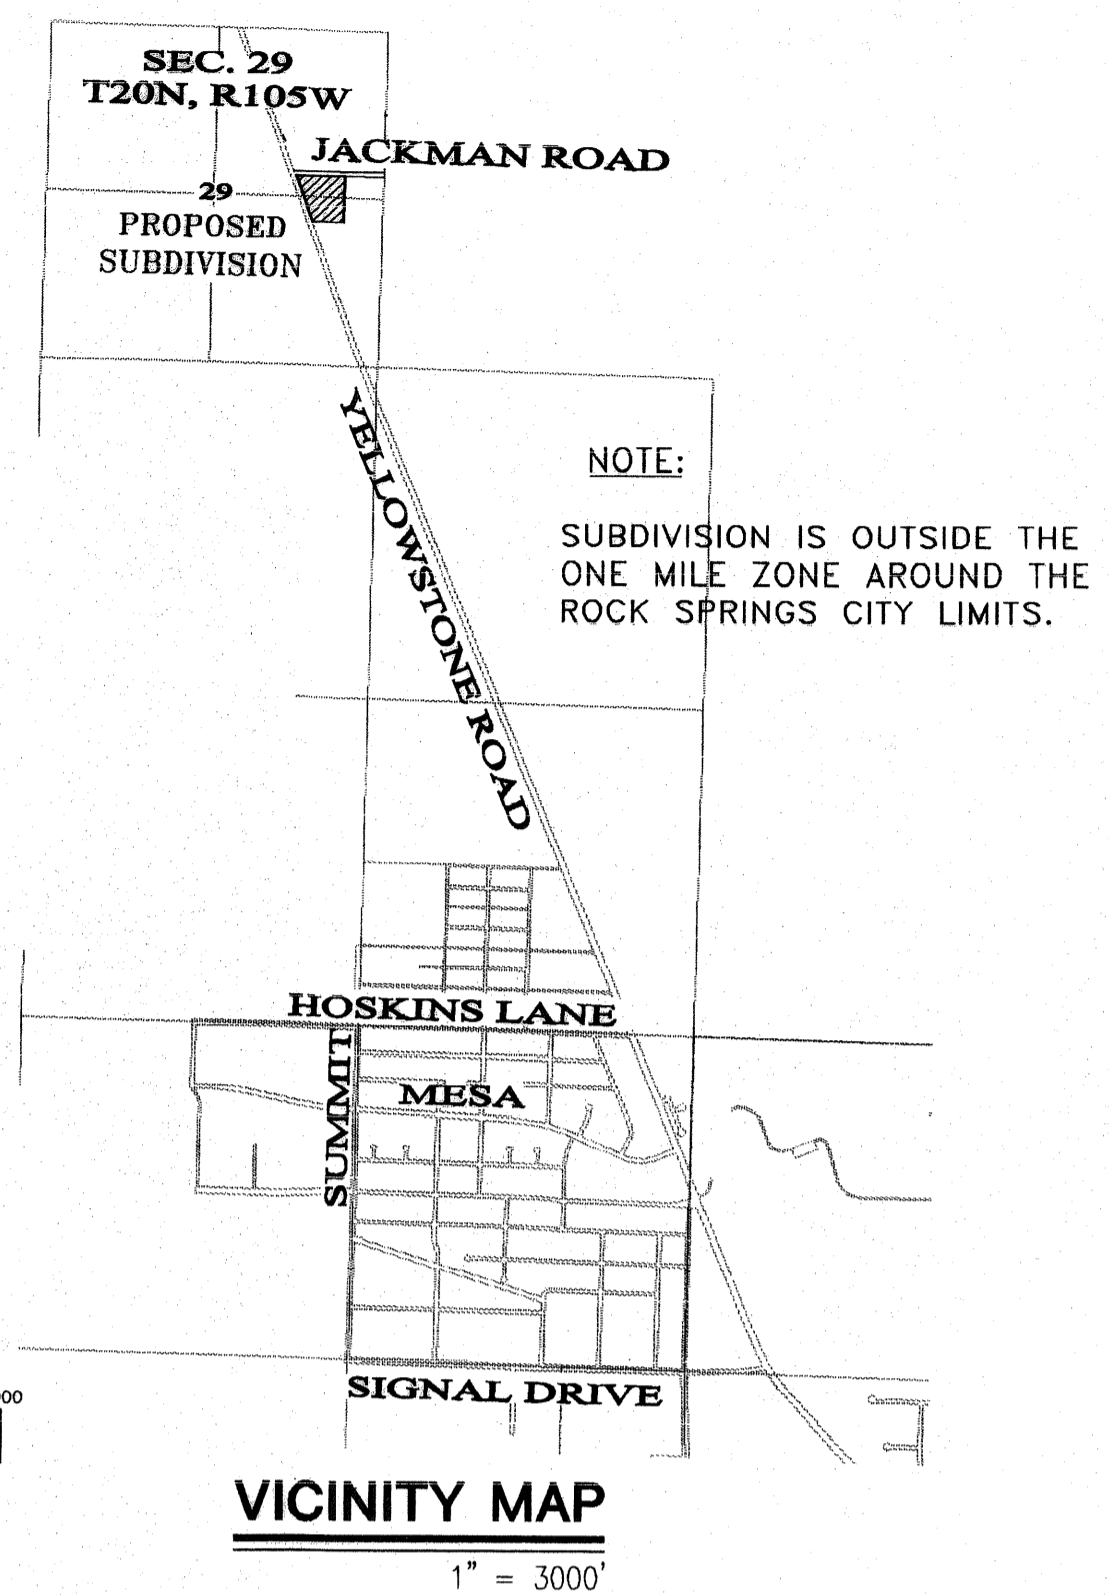 SEC. 29
T20N, R105W
JACKMAN ROAD
29
PROPOSED
SUBDIVISION
YELLOWSTONE ROAD
NOTE:
SUBDIVISION IS OUTSIDE THE
ONE MILE ZONE AROUND THE
ROCK SPRINGS CITY LIMITS.
HOSKINS LANE
SUMMIT
MESA
SIGNAL DRIVE
00
VICINITY MAP
1" = 3000'